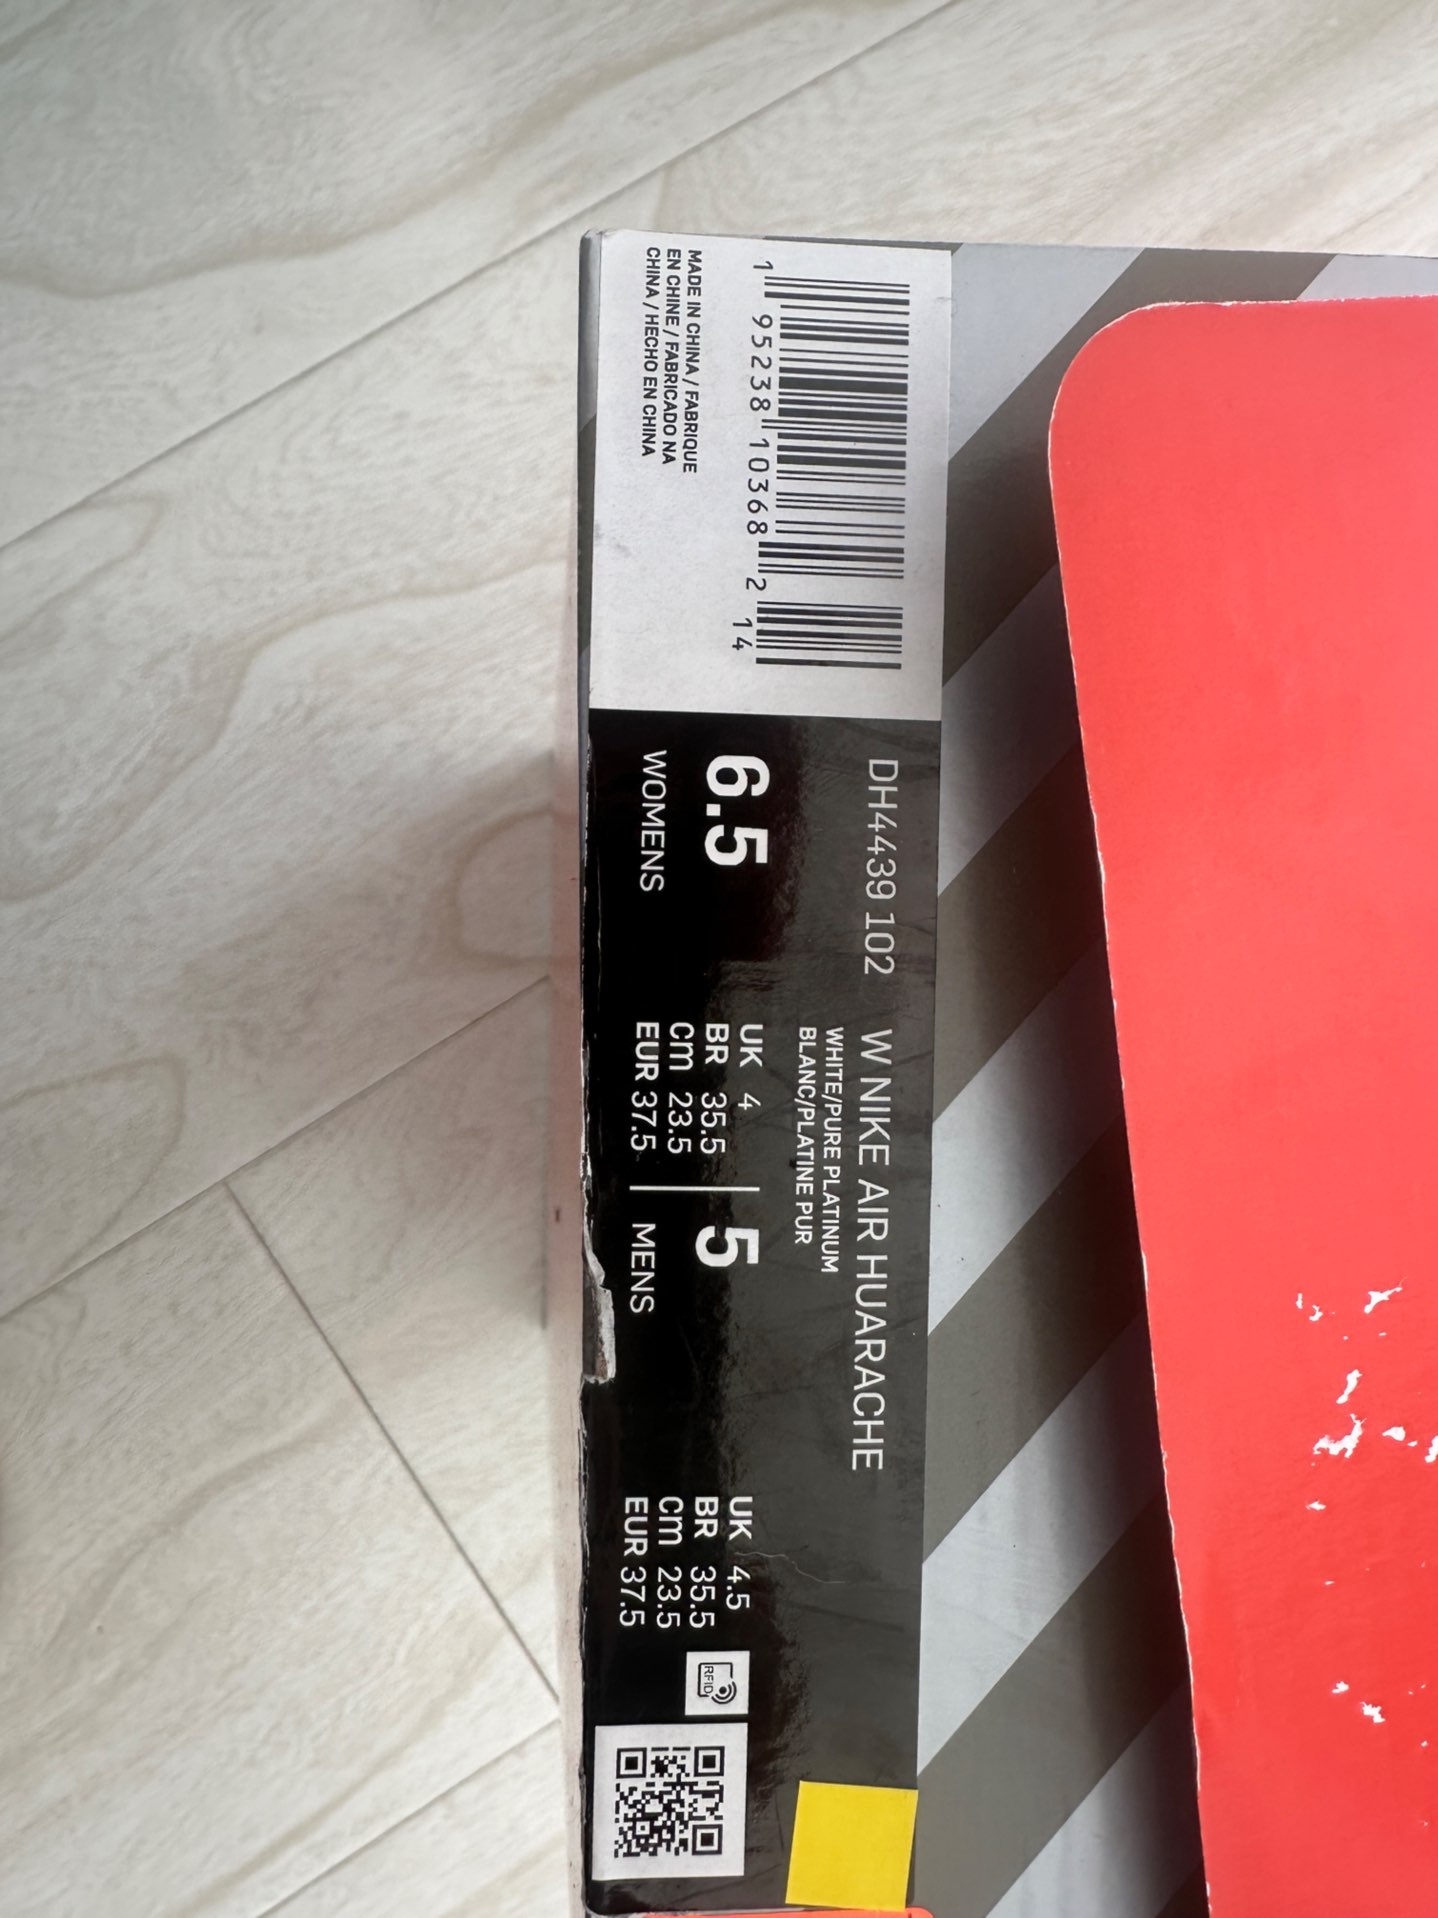 1 95238 10368 2 14
MADE IN CHINA / FABRIQUE
EN CHINE / FABRICADO NA
CHINA / HECHO EN CHINA
DH4439 102 W NIKE AIR HUARACHE
WHITE/PURE PLATINUM
BLANC/PLATINE PUR
6.5
WOMENS
UK 4
BR 35.5
cm 23.5
EUR 37.5
5
MENS
UK 4.5
BR 35.5
cm 23.5
EUR 37.5
RFID